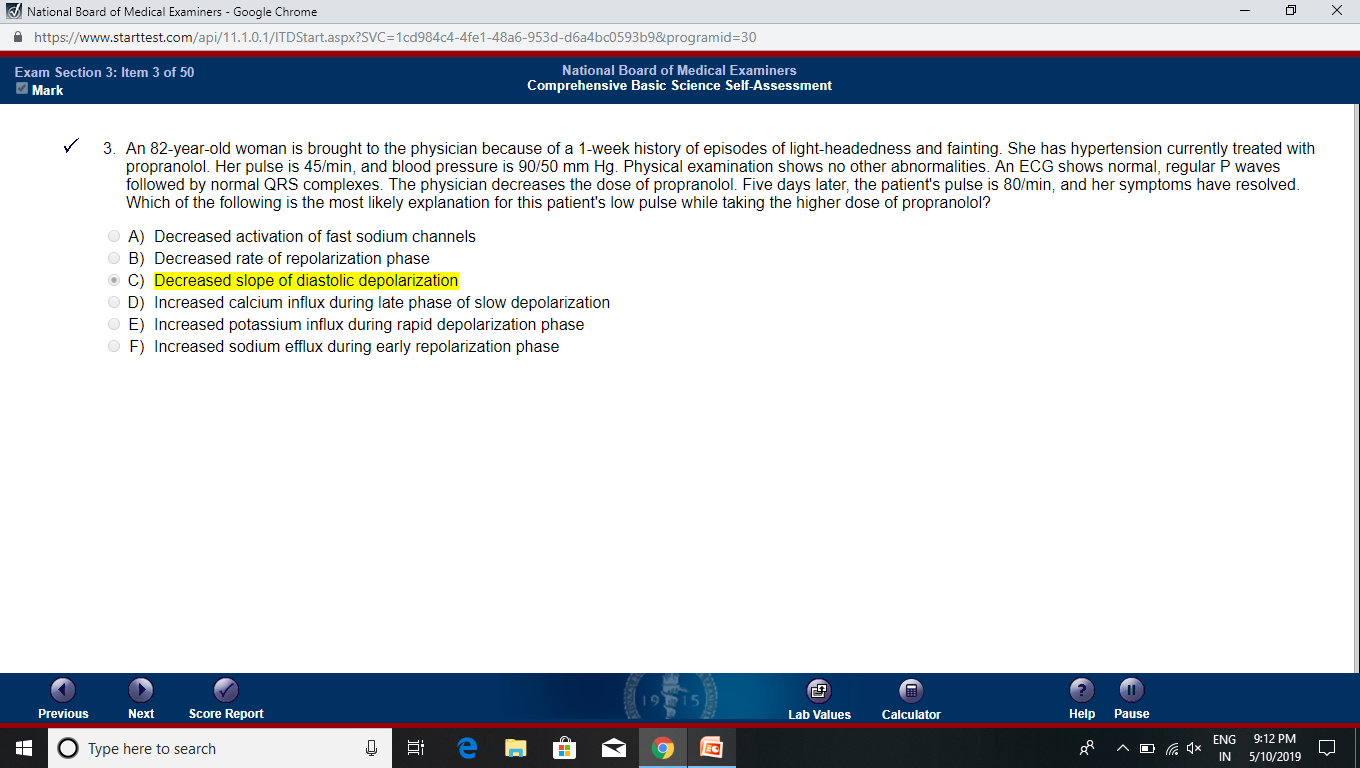 National Board of Medical Examiners - Google Chrome
https://www.starttest.com/api/11.1.0.1/ITDStart.aspx?SVC=1cd984c4-4fe1-48a6-953d-d6a4bc0593b9&programid=30
Exam Section 3: Item 3 of 50
Mark
National Board of Medical Examiners
Comprehensive Basic Science Self-Assessment
3. An 82-year-old woman is brought to the physician because of a 1-week history of episodes of light-headedness and fainting. She has hypertension currently treated with
propranolol. Her pulse is 45/min, and blood pressure is 90/50 mm Hg. Physical examination shows no other abnormalities. An ECG shows normal, regular P waves
followed by normal QRS complexes. The physician decreases the dose of propranolol. Five days later, the patient's pulse is 80/min, and her symptoms have resolved.
Which of the following is the most likely explanation for this patient's low pulse while taking the higher dose of propranolol?
A) Decreased activation of fast sodium channels
B) Decreased rate of repolarization phase
C) Decreased slope of diastolic depolarization
D) Increased calcium influx during late phase of slow depolarization
E) Increased potassium influx during rapid depolarization phase
F) Increased sodium efflux during early repolarization phase
Previous
Next
Score Report
1915
Lab Values
Calculator
Help
Pause
Type here to search
ENG
IN
9:12 PM
5/10/2019